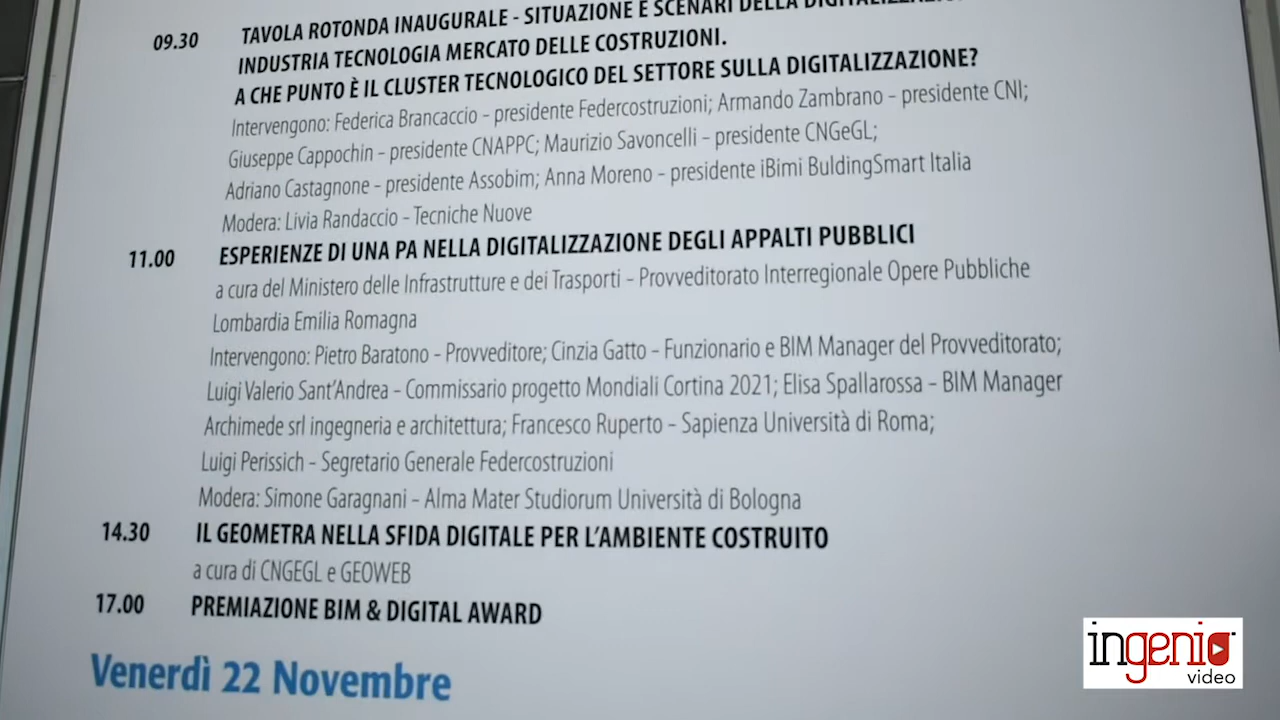 09.30 TAVOLA ROTONDA INAUGURALE - SITUAZIONE E SCENARI DELLA
INDUSTRIA TECNOLOGIA MERCATO DELLE COSTRUZIONI.
A CHE PUNTO È IL CLUSTER TECNOLOGICO DEL SETTORE SULLA DIGITALIZZAZIONE?
Intervengono: Federica Brancaccio - presidente Federcostruzioni; Armando Zambrano - presidente CNI;
Giuseppe Cappochin - presidente CNAPPC; Maurizio Savoncelli - presidente CNGeGL;
Adriano Castagnone - presidente Assobim; Anna Moreno - presidente iBimi BuldingSmart Italia
Modera: Livia Randaccio - Tecniche Nuove
11.00 ESPERIENZE DI UNA PA NELLA DIGITALIZZAZIONE DEGLI APPALTI PUBBLICI
a cura del Ministero delle Infrastrutture e dei Trasporti - Provveditorato Interregionale Opere Pubbliche
Lombardia Emilia Romagna
Intervengono: Pietro Baratono - Provveditore; Cinzia Gatto - Funzionario e BIM Manager del Provveditorato;
Luigi Valerio Sant'Andrea - Commissario progetto Mondiali Cortina 2021; Elisa Spallarossa - BIM Manager
Archimede srl ingegneria e architettura; Francesco Ruperto - Sapienza Università di Roma;
Luigi Perissich - Segretario Generale Federcostruzioni
Modera: Simone Garagnani - Alma Mater Studiorum Università di Bologna
14.30 IL GEOMETRA NELLA SFIDA DIGITALE PER L'AMBIENTE COSTRUITO
a cura di CNGEGL e GEOWEB
17.00 PREMIAZIONE BIM & DIGITAL AWARD
Venerdì 22 Novembre
ingenio
video